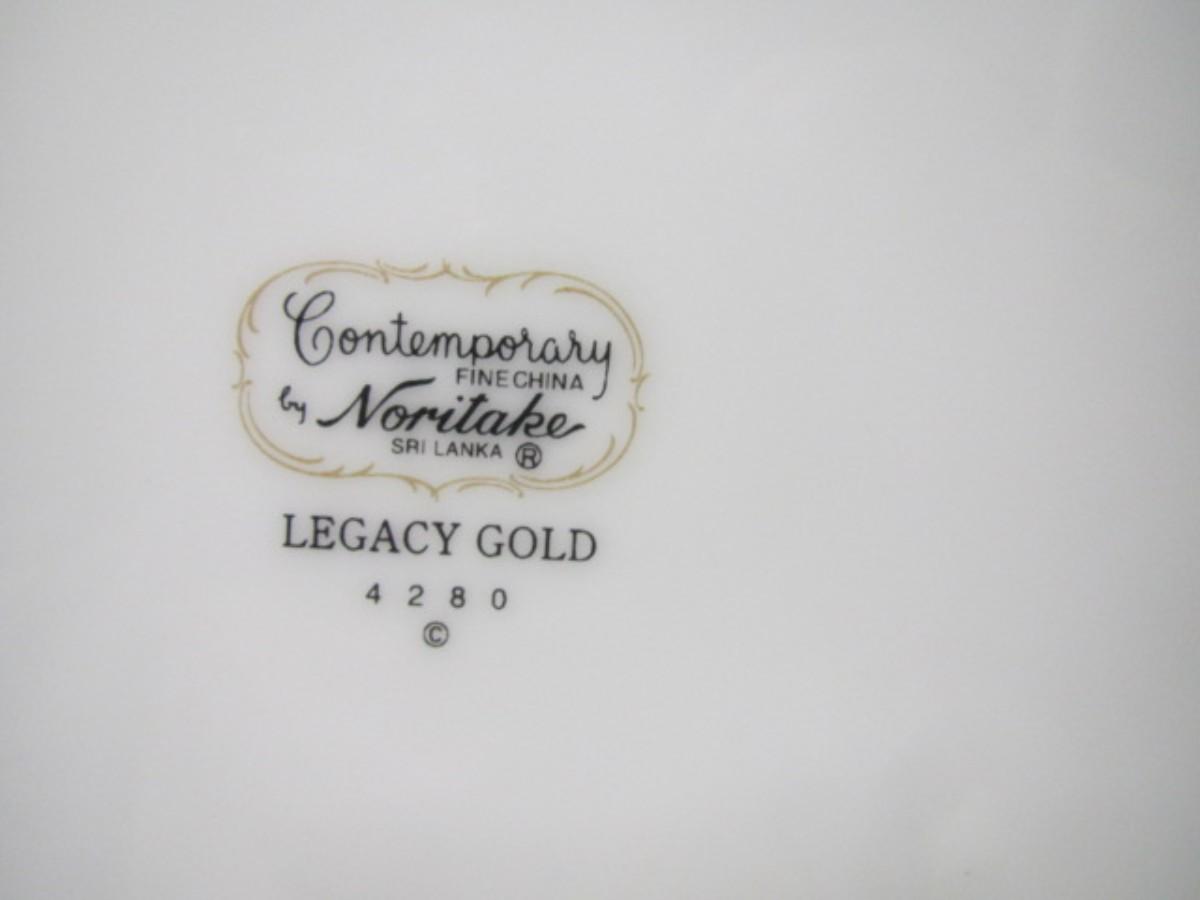 Contemporary
FINE CHINA
by Noritake
SRI LANKA ®
LEGACY GOLD
4280
©